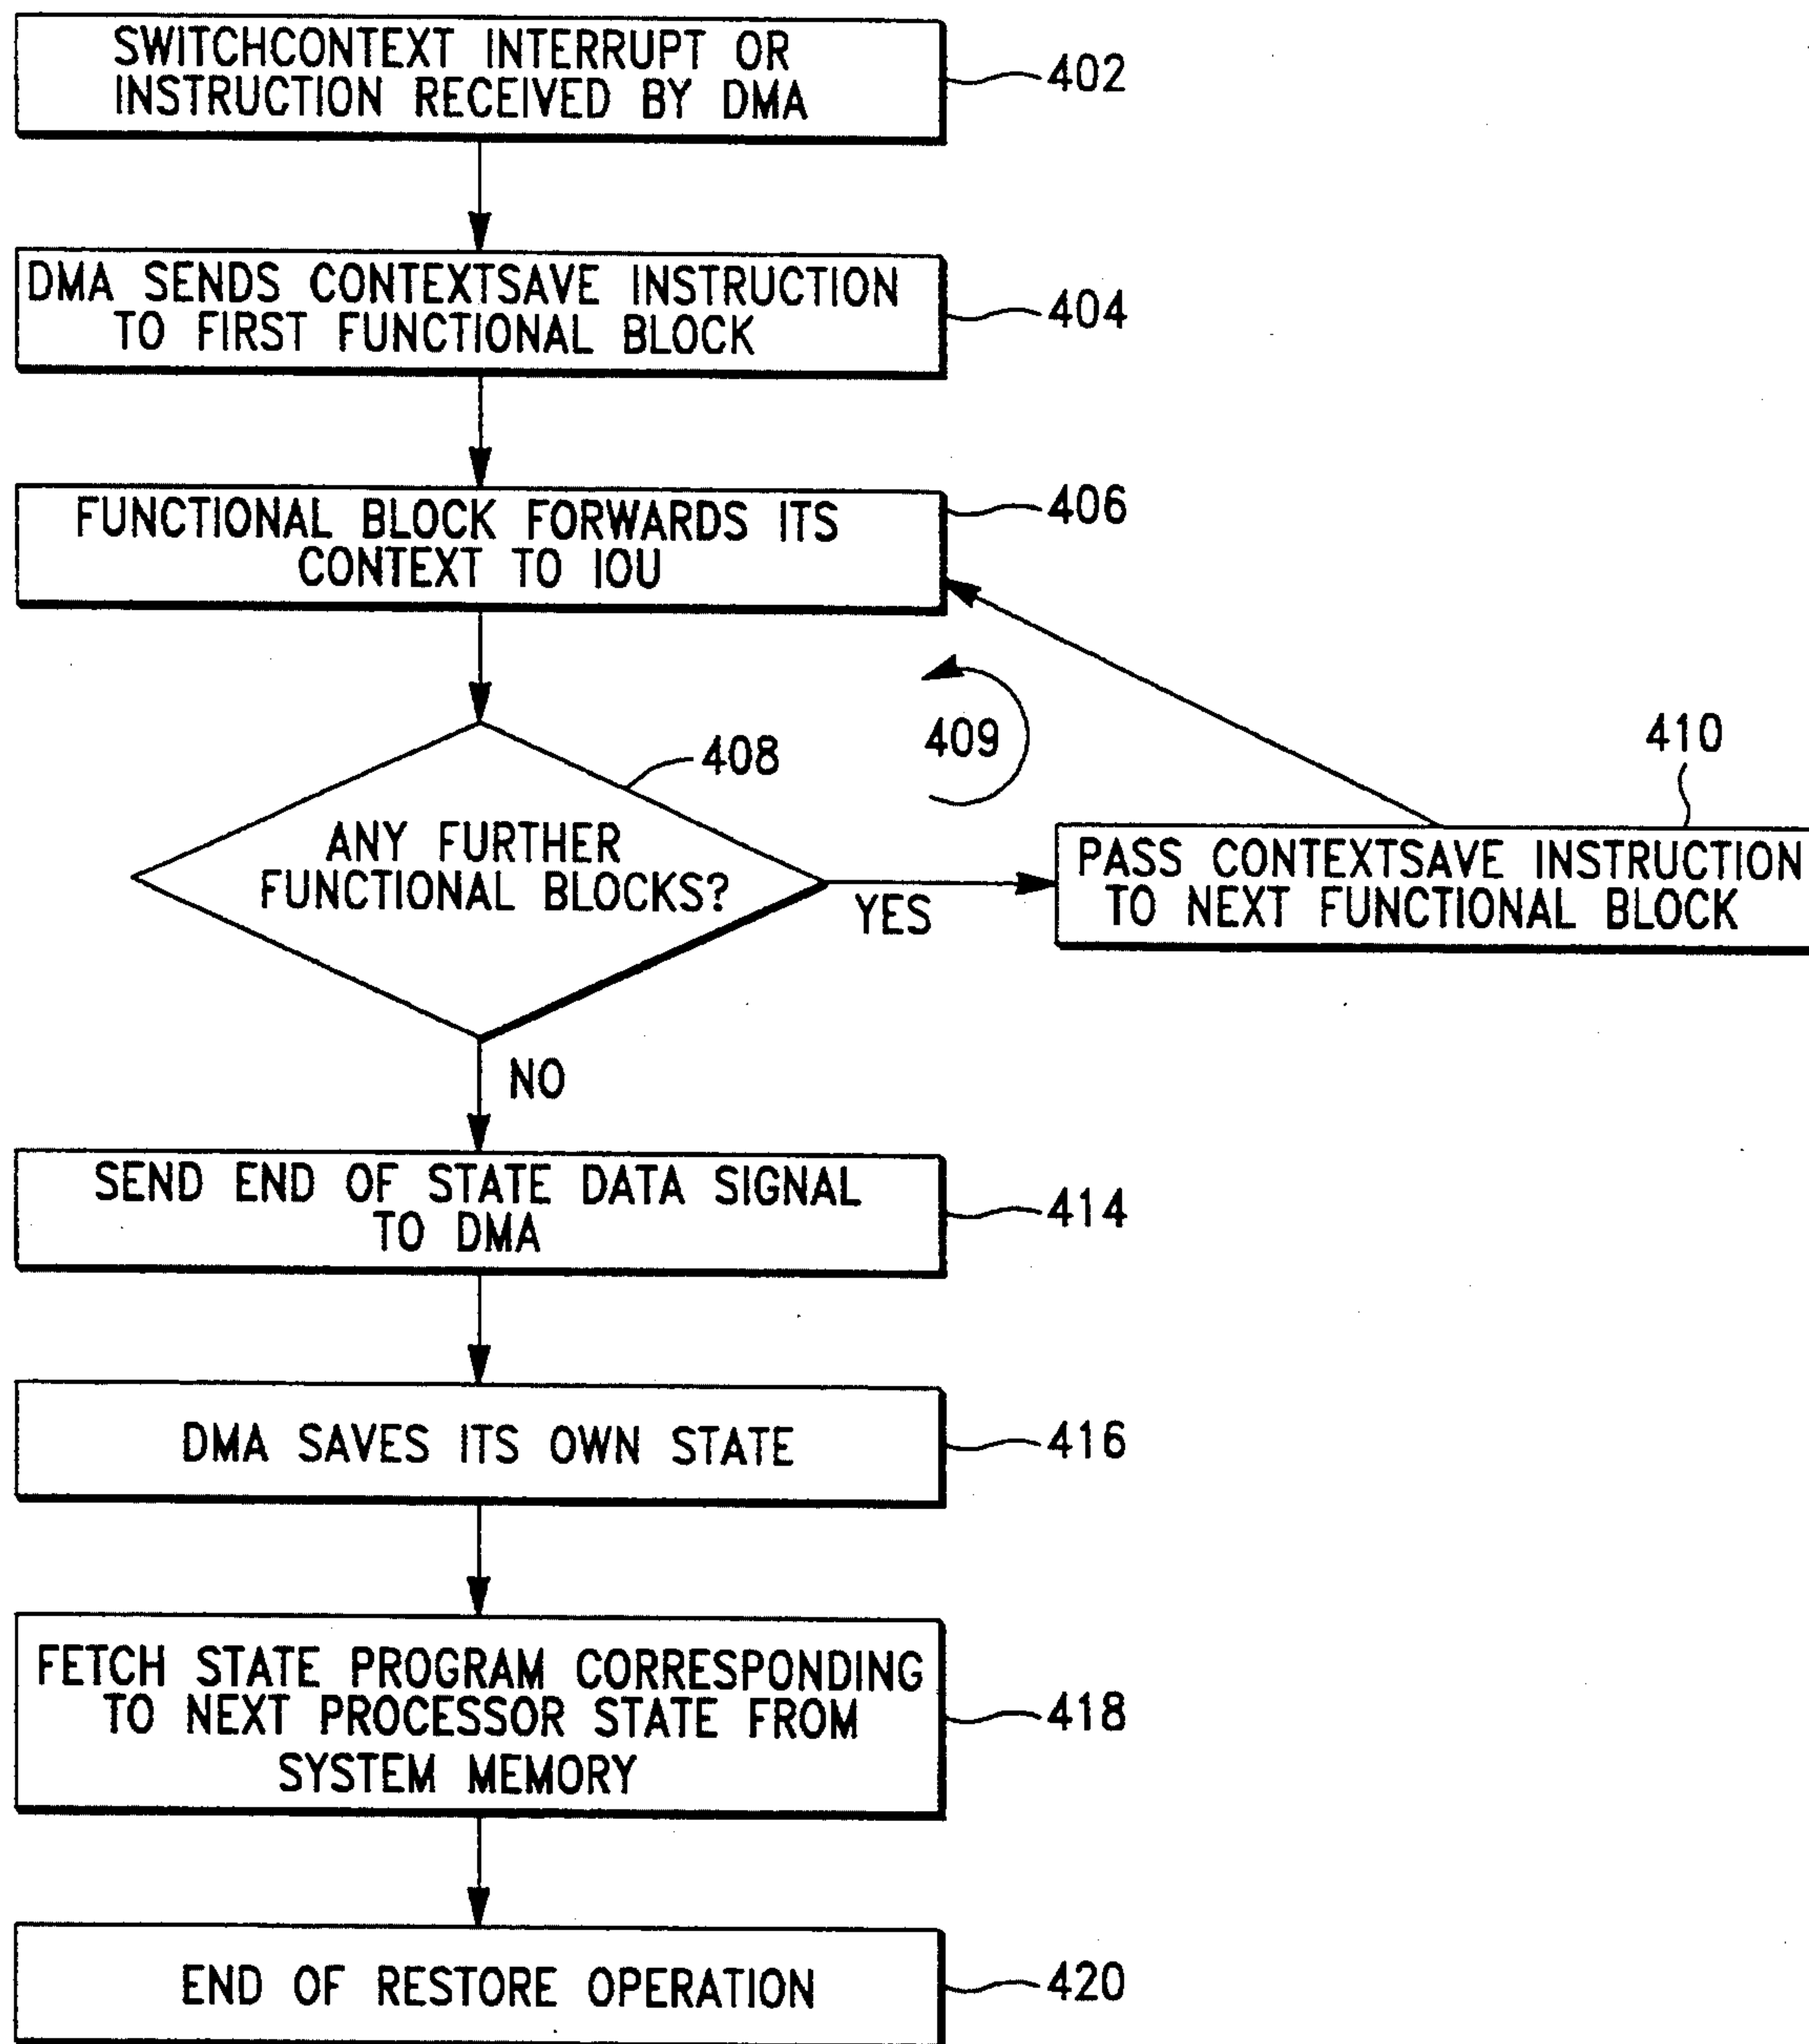 SWITCHCONTEXT INTERRUPT OR
INSTRUCTION RECEIVED BY DMA
402
DMA SENDS CONTEXTSAVE INSTRUCTION
TO FIRST FUNCTIONAL BLOCK
404
FUNCTIONAL BLOCK FORWARDS ITS
CONTEXT TO IOU
406
408
409
ANY FURTHER
FUNCTIONAL BLOCKS?
YES
410
PASS CONTEXTSAVE INSTRUCTION
TO NEXT FUNCTIONAL BLOCK
NO
SEND END OF STATE DATA SIGNAL
TO DMA
414
DMA SAVES ITS OWN STATE
416
FETCH STATE PROGRAM CORRESPONDING
TO NEXT PROCESSOR STATE FROM
SYSTEM MEMORY
418
END OF RESTORE OPERATION
420